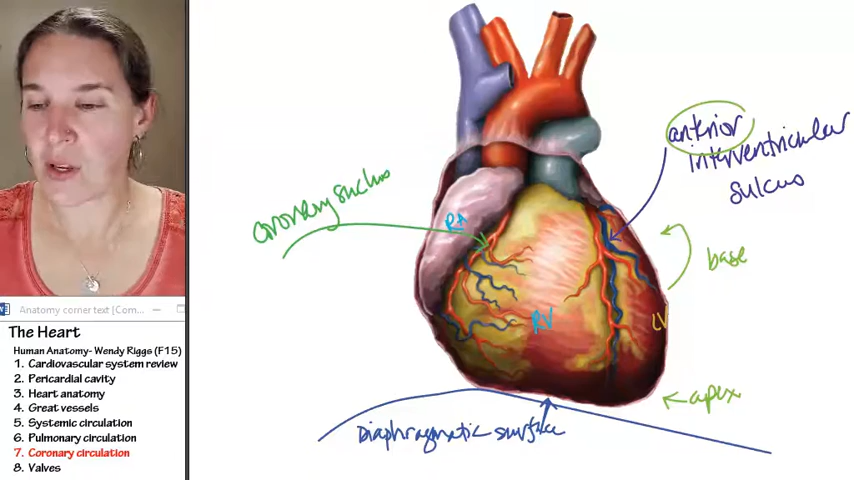 Anatomy corner text [Com...
The Heart
Human Anatomy- Wendy Riggs (F15)
1. Cardiovascular system review
2. Pericardial cavity
3. Heart anatomy
4. Great vessels
5. Systemic circulation
6. Pulmonary circulation
7. Coronary circulation
8. Valves
coronary sulcus
RA
RV
LV
anterior
interventricular
sulcus
base
apex
Diaphragmatic surface